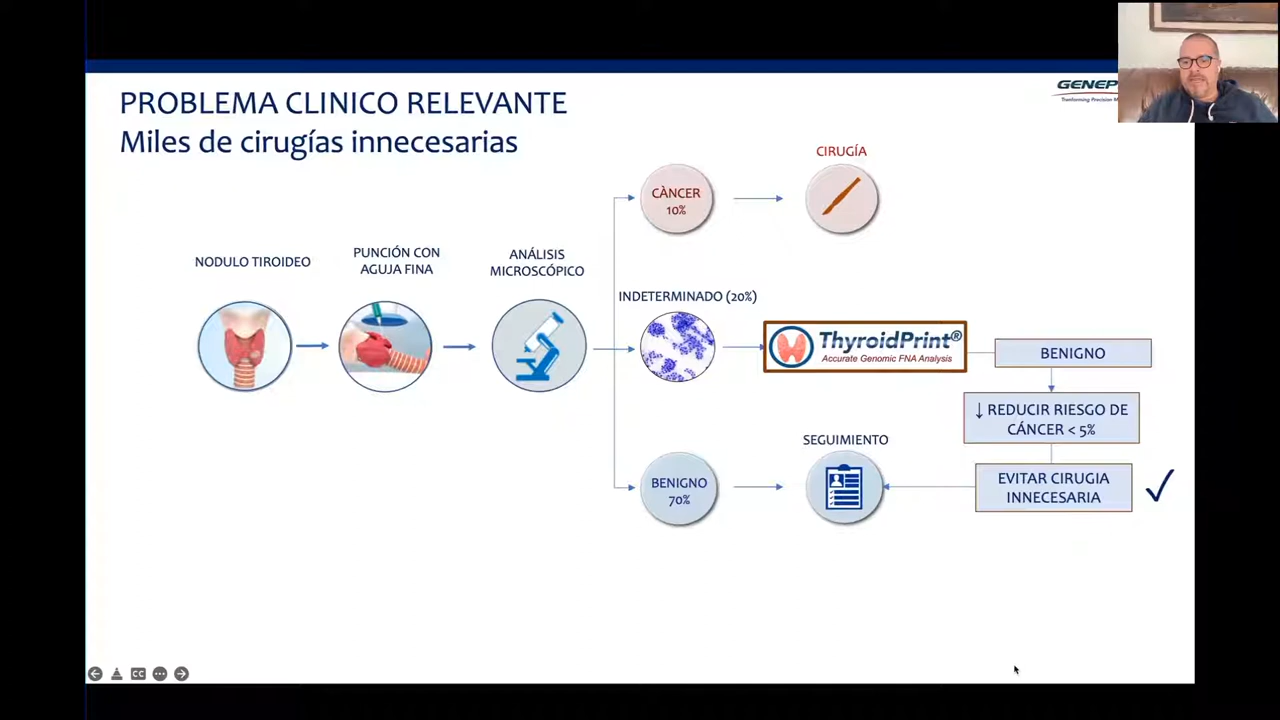 PROBLEMA CLINICO RELEVANTE
Miles de cirugías innecesarias
CIRUGÍA
CÀNCER
10%
NODULO TIROIDEO
PUNCIÓN CON
AGUJA FINA
ANÁLISIS
MICROSCÓPICO
INDETERMINADO (20%)
ThyroidPrint®
Accurate Genomic FNA Analysis
BENIGNO
↓ REDUCIR RIESGO DE
CÁNCER < 5%
SEGUIMIENTO
BENIGNO
70%
EVITAR CIRUGIA
INNECESARIA
CC